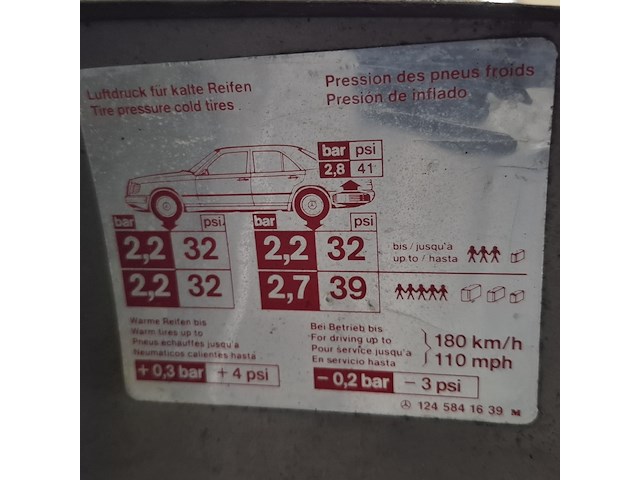 Luftdruck für kalte Reifen
Tire pressure cold tires
Pression des pneus froids
Presión de inflado
bar psi
2,8 41
bar psi bar psi
2,2 32 2,2 32 bis / jusqu'a
up to / hasta
2,2 32 2,7 39
Warme Reifen bis
Warm tires up to
Pneus échauffés jusqu'a
Neumáticos calientes hasta
+ 0,3 bar + 4 psi
Bei Betrieb bis
For driving up to
Pour service jusqu'a
En servicio hasta
180 km/h
110 mph
− 0,2 bar − 3 psi
124 584 16 39 M